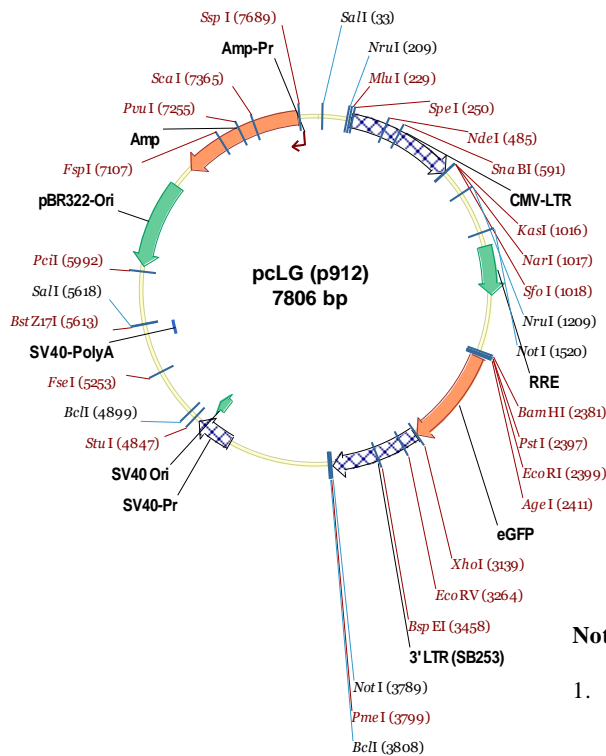 Ssp I (7689)
Sal I (33)
Amp-Pr
Nru I (209)
Sca I (7365)
Mlu I (229)
Pvu I (7255)
Spe I (250)
Amp
Nde I (485)
Fsp I (7107)
Sna BI (591)
pBR322-Ori
CMV-LTR
Kas I (1016)
Nar I (1017)
Pci I (5992)
pcLG (p912)
7806 bp
Sfo I (1018)
Sal I (5618)
Nru I (1209)
Bst Z17I (5613)
Not I (1520)
SV40-PolyA
RRE
Fse I (5253)
Bam HI (2381)
Bcl I (4899)
Pst I (2397)
Stu I (4847)
Eco RI (2399)
SV40 Ori
Age I (2411)
SV40-Pr
eGFP
Xho I (3139)
Eco RV (3264)
Bsp EI (3458)
Not
3' LTR (SB253)
Not I (3789)
1.
Pme I (3799)
Bcl I (3808)